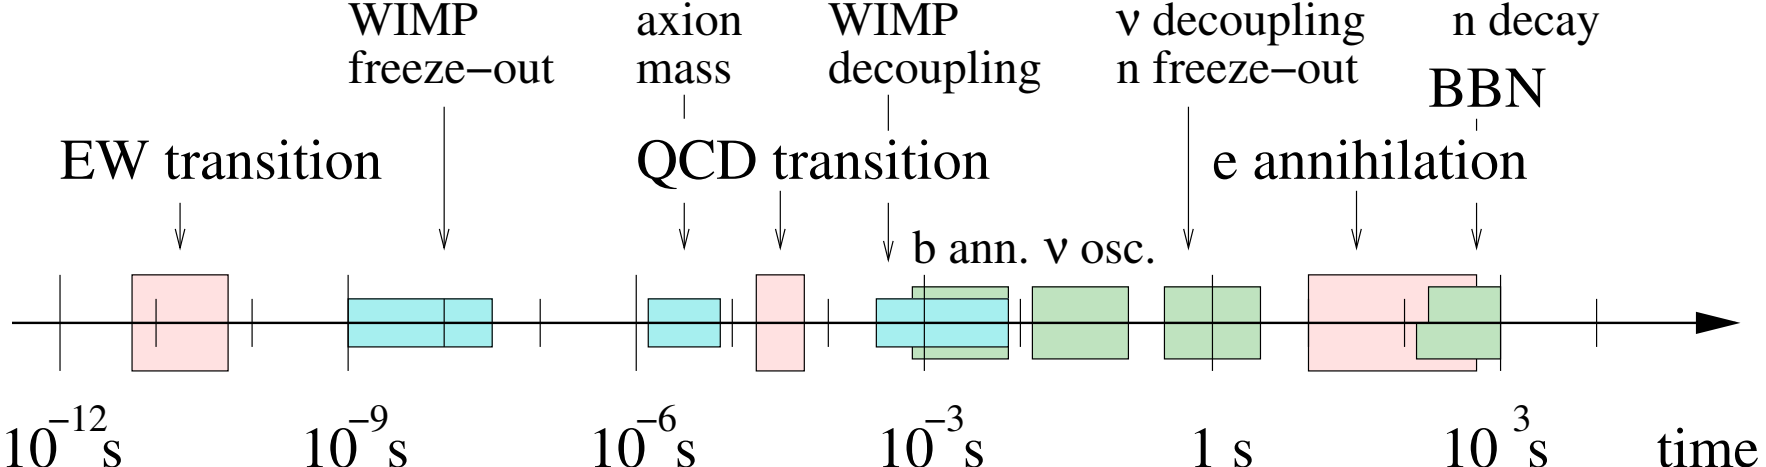 WIMP
freeze−out
axion
mass
WIMP
decoupling
ν decoupling
n freeze−out
n decay
BBN
EW transition
QCD transition
e annihilation
b ann. ν osc.
10⁻¹²s
10⁻⁹s
10⁻⁶s
10⁻³s
1 s
10³s
time